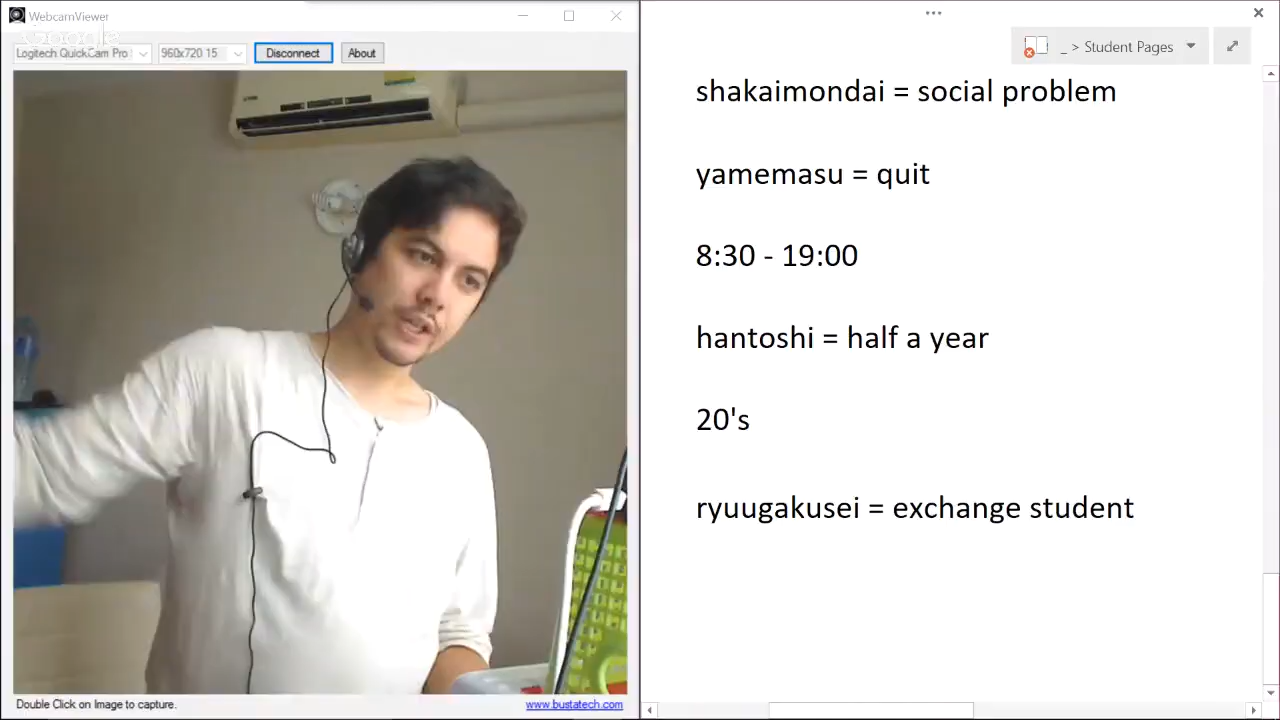 WebcamViewer
Google
Logitech QuickCam Pro
960x720 15
Disconnect
About
Double Click on Image to capture.
www.bustatech.com
_ > Student Pages
shakaimondai = social problem
yamemasu = quit
8:30 - 19:00
hantoshi = half a year
20's
ryuugakusei = exchange student